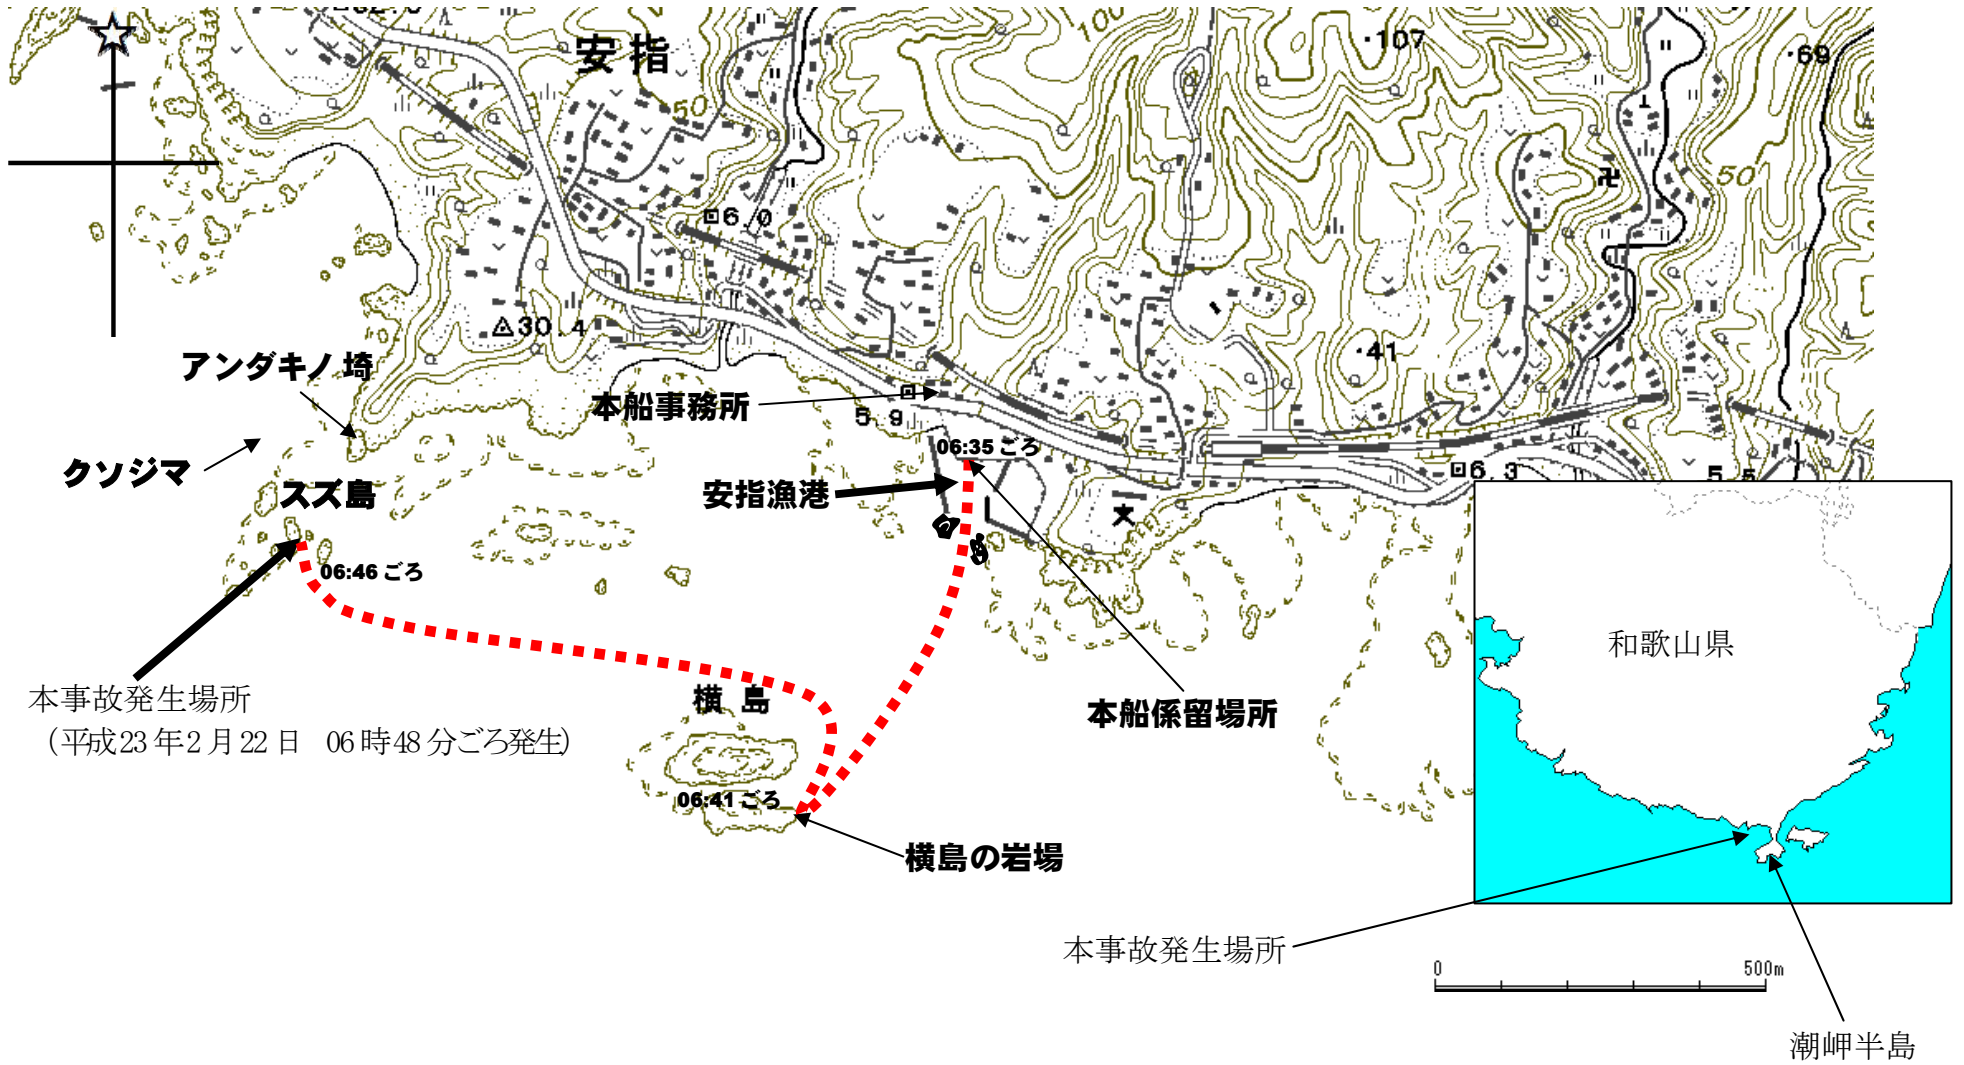 安指
100
・107
・69
50
50
6.0
30.4
アンダキノ埼
・41
本船事務所
5.9
06:35ごろ
クソジマ
スズ島
安指漁港
6.3
5.5
06:46ごろ
和歌山県
本事故発生場所
(平成23年2月22日 06時48分ごろ発生)
横島
本船係留場所
06:41ごろ
横島の岩場
本事故発生場所
0 500m
潮岬半島